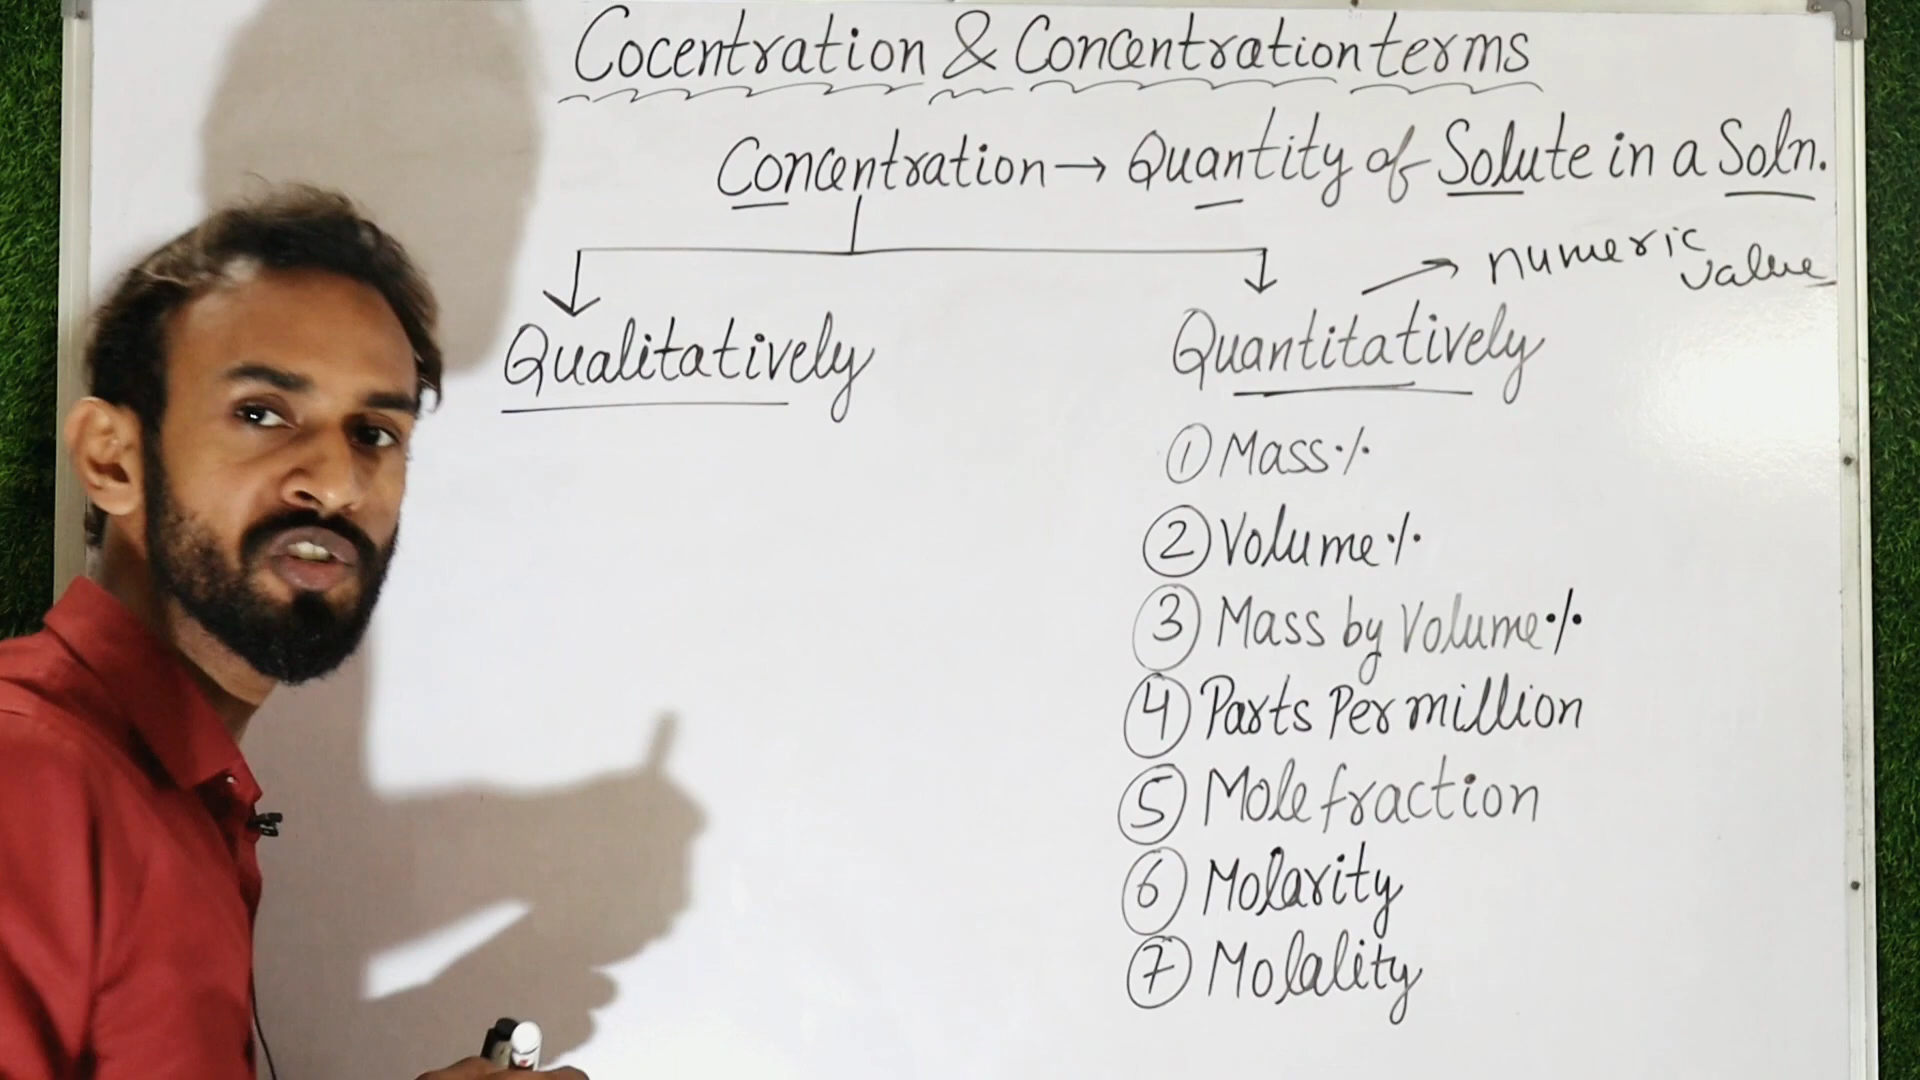 Cocentration & Concentration terms
Concentration → Quantity of Solute in a Soln.
→ numeric value
Qualitatively
Quantitatively
① Mass %
② Volume %
③ Mass by Volume %
④ Parts Per million
⑤ Mole fraction
⑥ Molarity
⑦ Molality